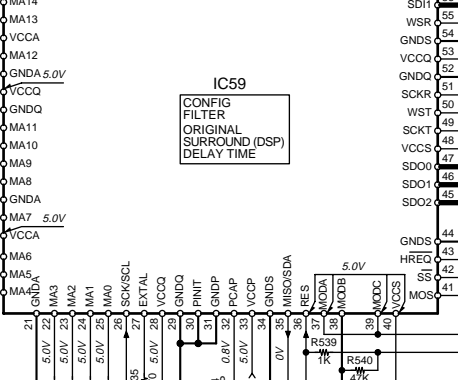 MA14
MA13
VCCA
MA12
GNDA 5.0V
VCCQ
GNDQ
MA11
MA10
MA9
MA8
GNDA
MA7 5.0V
VCCA
MA6
MA5
MA4
IC59
CONFIG
FILTER
ORIGINAL
SURROUND (DSP)
DELAY TIME
SDI1
WSR 55
GNDS 54
VCCQ 53
GNDQ 52
SCKR 51
WST 50
SCKT 49
VCCS 48
SDO0 47
SDO1 46
SDO2 45
GNDS 44
HREQ 43
SS 42
MOS 41
5.0V
GNDA
MA3
MA2
MA1
MA0
SCK/SCL
EXTAL
VCCQ
GNDQ
PINIT
GNDP
PCAP
VCCP
GNDS
MISO/SDA
RES
MODA
MODB
MODC
VCCS
21 22 23 24 25 26 27 28 29 30 31 32 33 34 35 36 37 38 39 40
5.0V
5.0V
5.0V
5.0V
5.0V
0.8V
5.0V
0V
R539
1K
R540
47K
35